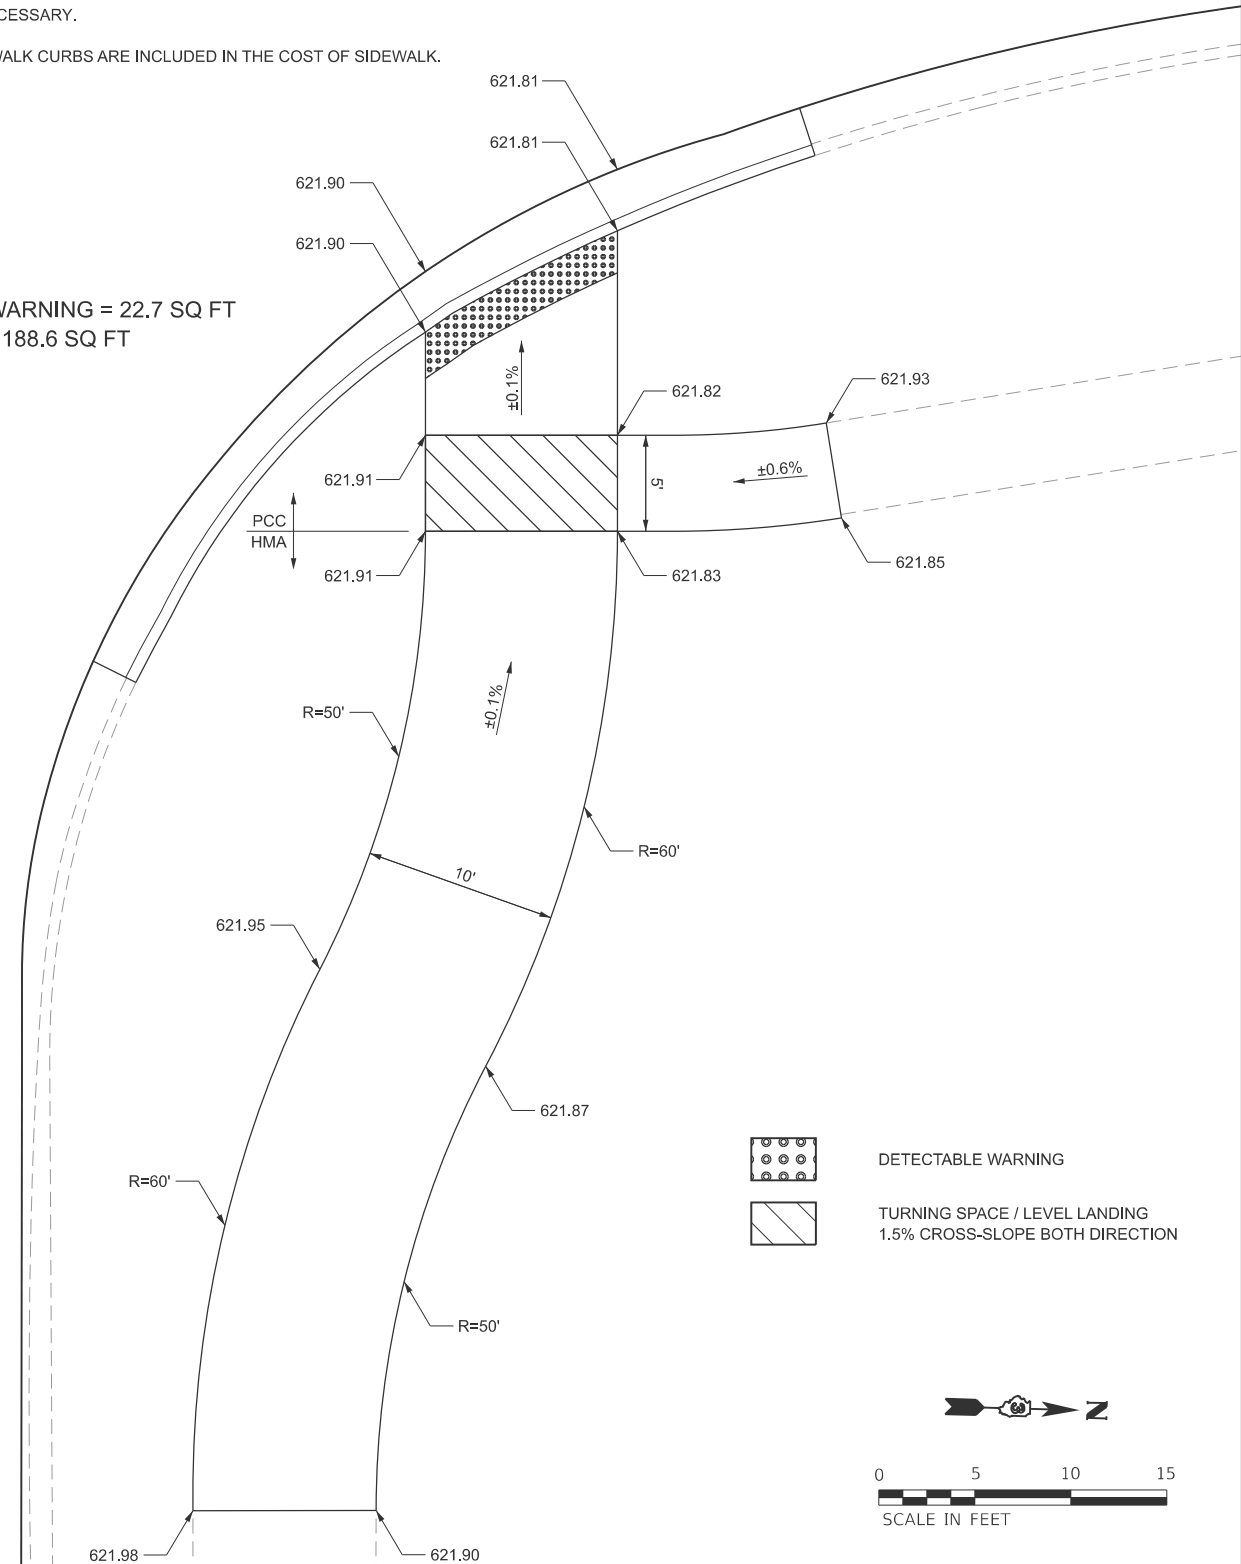 CESSARY.
WALK CURBS ARE INCLUDED IN THE COST OF SIDEWALK.
621.81
621.81
621.90
621.90
WARNING = 22.7 SQ FT
188.6 SQ FT
±0.1%
621.82
621.93
621.91
5'
±0.6%
PCC
HMA
621.91
621.83
621.85
R=50'
±0.1%
R=60'
10'
621.95
621.87
DETECTABLE WARNING
R=60'
TURNING SPACE / LEVEL LANDING
1.5% CROSS-SLOPE BOTH DIRECTION
R=50'
N
0 5 10 15
SCALE IN FEET
621.98
621.90